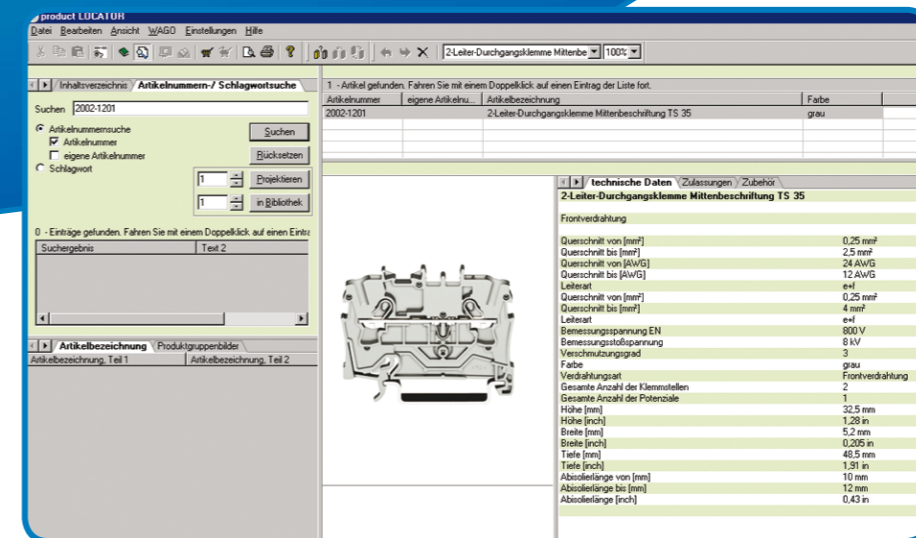 product LOCATOR
Datei Bearbeiten Ansicht WAGO Einstellungen Hilfe
2-Leiter-Durchgangsklemme Mittenbe 100%
Inhaltsverzeichnis Artikelnummern-/ Schlagwortsuche
Suchen 2002-1201
Artikelnummersuche Suchen
Artikelnummer
eigene Artikelnummer Rücksetzen
Schlagwort
1 Projektieren
1 in Bibliothek
0 - Einträge gefunden. Fahren Sie mit einem Doppelklick auf einen Eintra
Suchergebnis Text 2
Artikelbezeichnung Produktgruppenbilder
Artikelbezeichnung, Teil 1 Artikelbezeichnung, Teil 2
1 - Artikel gefunden. Fahren Sie mit einem Doppelklick auf einen Eintrag der Liste fort.
Artikelnummer eigene Artikelnu... Artikelbezeichnung Farbe
2002-1201 2-Leiter-Durchgangsklemme Mittenbeschriftung TS 35 grau
technische Daten Zulassungen Zubehör
2-Leiter-Durchgangsklemme Mittenbeschriftung TS 35
Frontverdrahtung
Querschnitt von [mm²] 0,25 mm²
Querschnitt bis [mm²] 2,5 mm²
Querschnitt von [AWG] 24 AWG
Querschnitt bis [AWG] 12 AWG
Leiterart e+f
Querschnitt von [mm²] 0,25 mm²
Querschnitt bis [mm²] 4 mm²
Leiterart e+f
Bemessungsspannung EN 800 V
Bemessungsstoßspannung 8 kV
Verschmutzungsgrad 3
Farbe grau
Verdrahtungsart Frontverdrahtung
Gesamte Anzahl der Klemmstellen 2
Gesamte Anzahl der Potenziale 1
Höhe [mm] 32,5 mm
Höhe [inch] 1,28 in
Breite [mm] 5,2 mm
Breite [inch] 0,205 in
Tiefe [mm] 48,5 mm
Tiefe [inch] 1,91 in
Abisolierlänge von [mm] 10 mm
Abisolierlänge bis [mm] 12 mm
Abisolierlänge [inch] 0,43 in